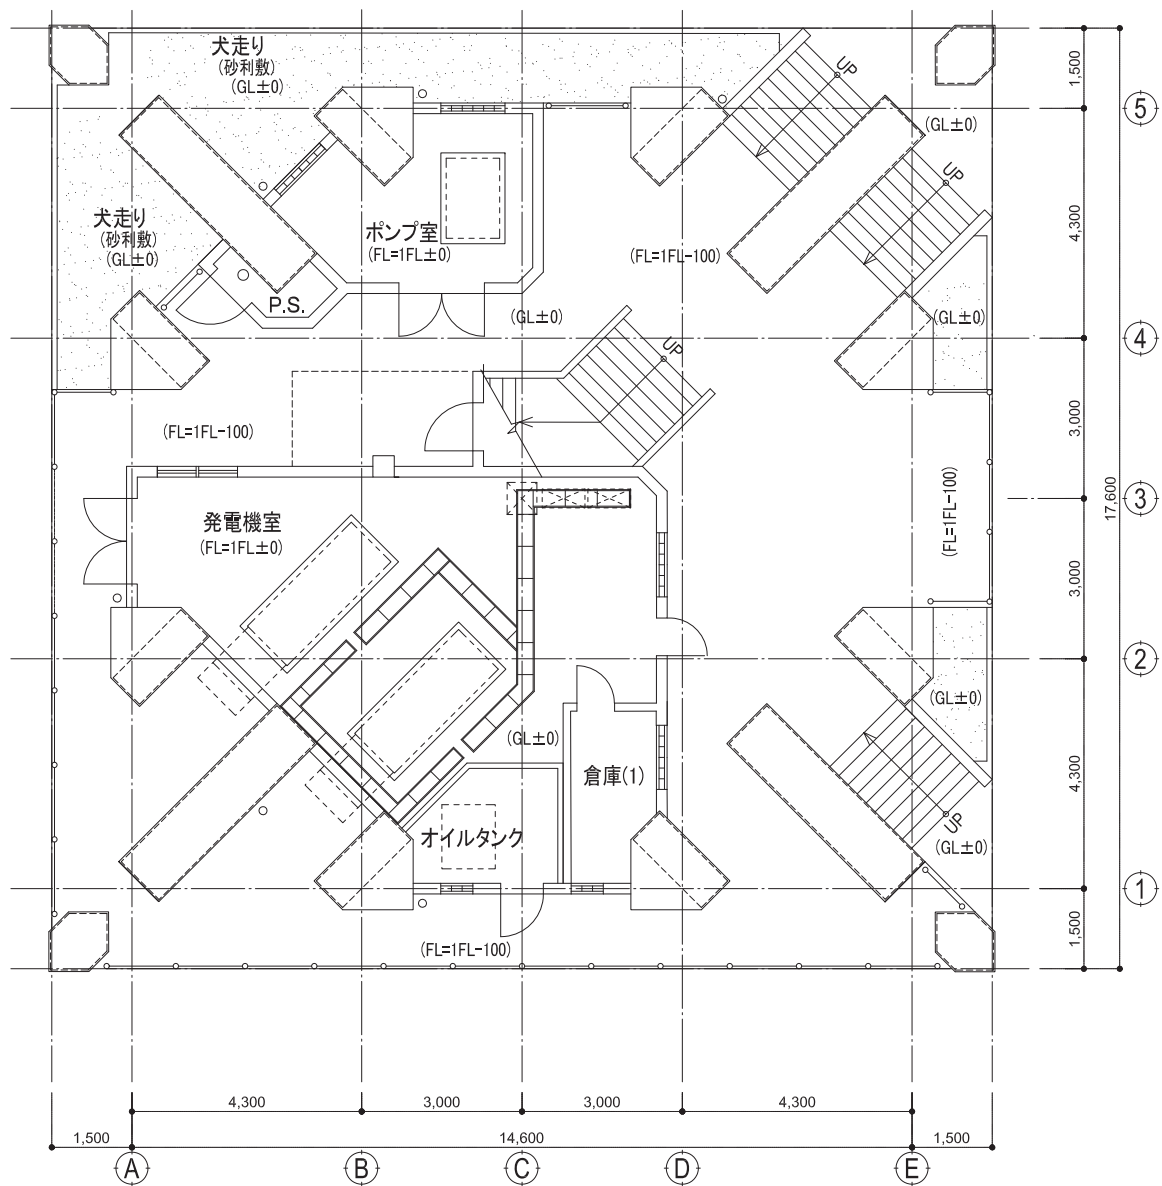 犬走り
(砂利敷)
(GL±0)
UP
1,500
5
(GL±0)
UP
犬走り
(砂利敷)
(GL±0)
ポンプ室
(FL=1FL±0)
(FL=1FL-100)
4,300
P.S.
(GL±0)
(GL±0)
UP
4
(FL=1FL-100)
3,000
17,600
(FL=1FL-100)
3
発電機室
(FL=1FL±0)
3,000
2
(GL±0)
(GL±0)
倉庫(1)
4,300
オイルタンク
UP
(GL±0)
1
(FL=1FL-100)
1,500
4,300
3,000
3,000
4,300
1,500
14,600
1,500
A
B
C
D
E